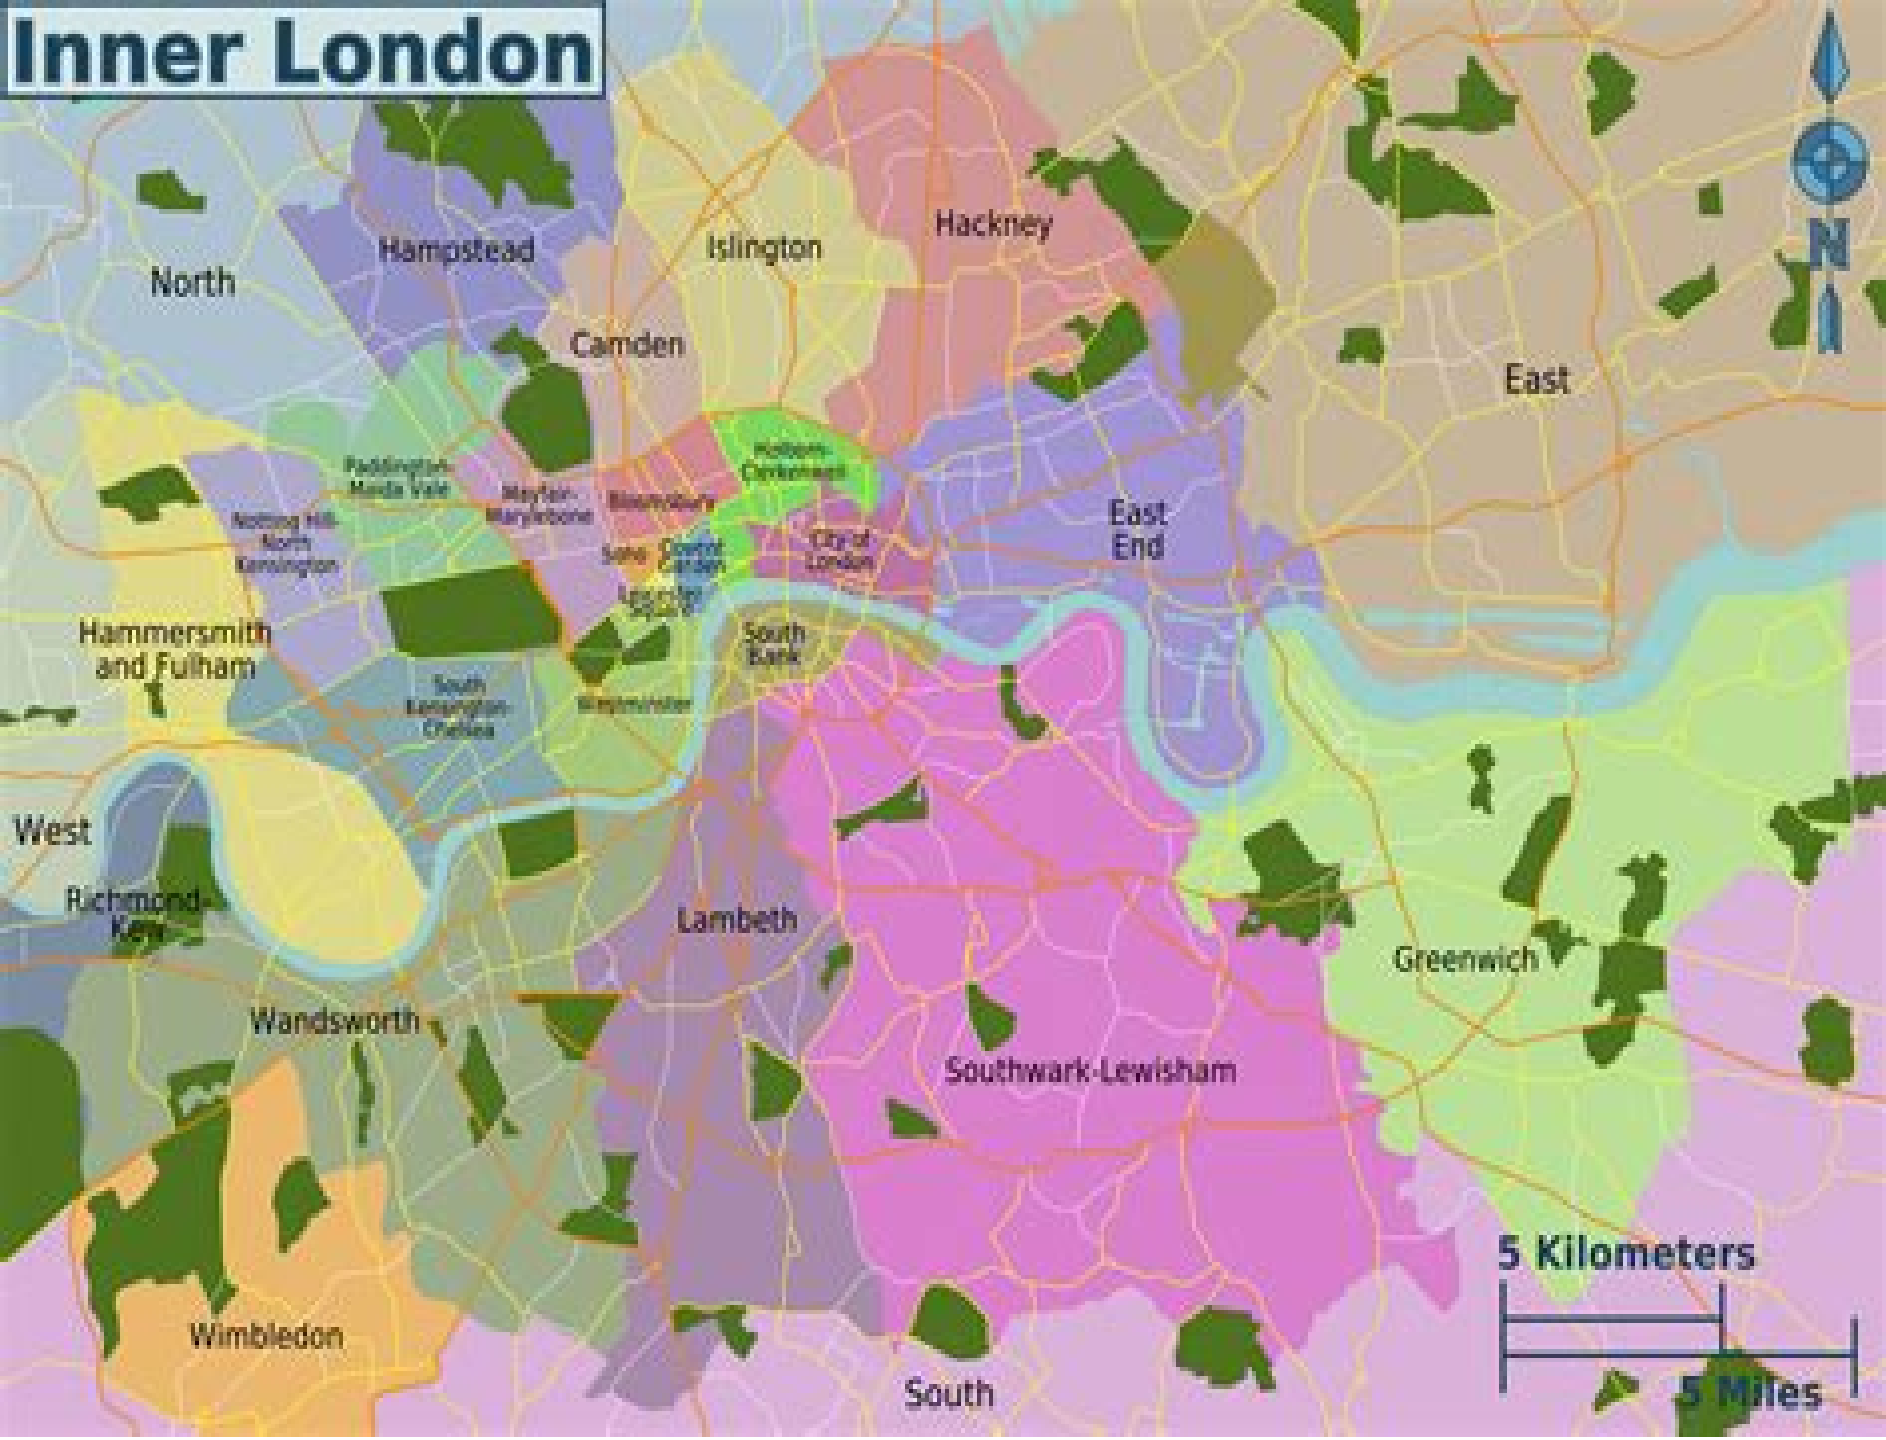 Inner London
N
Hackney
Islington
Hampstead
North
Camden
East
Holborn-
Clerkenwell
Paddington-
Maida Vale
Mayfair-
Marylebone
Bloomsbury
Notting Hill-
North
Kensington
Soho
Covent
Garden
City of
London
East
End
Leicester
Square
Hammersmith
and Fulham
South
Bank
South
Kensington-
Chelsea
Westminster
West
Richmond-
Kew
Lambeth
Greenwich
Wandsworth
Southwark-Lewisham
5 Kilometers
Wimbledon
South
5 Miles